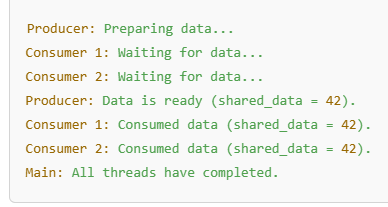 Producer: Preparing data...
Consumer 1: Waiting for data...
Consumer 2: Waiting for data...
Producer: Data is ready (shared_data = 42).
Consumer 1: Consumed data (shared_data = 42).
Consumer 2: Consumed data (shared_data = 42).
Main: All threads have completed.